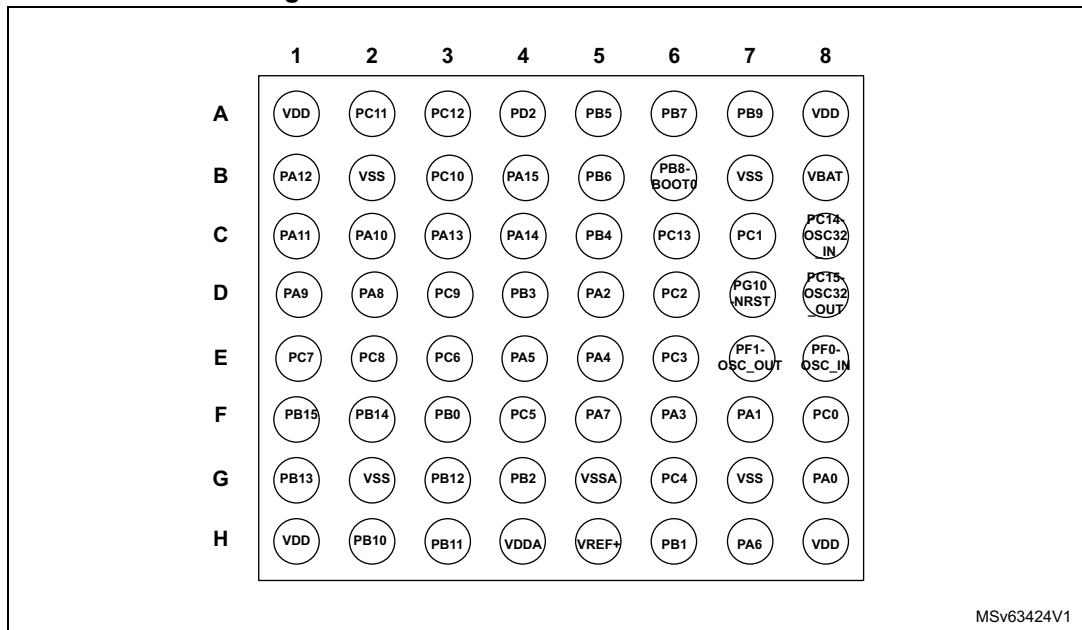 1 2 3 4 5 6 7 8
A VDD PC11 PC12 PD2 PB5 PB7 PB9 VDD
B PA12 VSS PC10 PA15 PB6 PB8-
BOOT0 VSS VBAT
C PA11 PA10 PA13 PA14 PB4 PC13 PC1 PC14-
OSC32
_IN
D PA9 PA8 PC9 PB3 PA2 PC2 PG10
-NRST PC15-
OSC32
_OUT
E PC7 PC8 PC6 PA5 PA4 PC3 PF1-
OSC_OUT PF0-
OSC_IN
F PB15 PB14 PB0 PC5 PA7 PA3 PA1 PC0
G PB13 VSS PB12 PB2 VSSA PC4 VSS PA0
H VDD PB10 PB11 VDDA VREF+ PB1 PA6 VDD
MSv63424V1